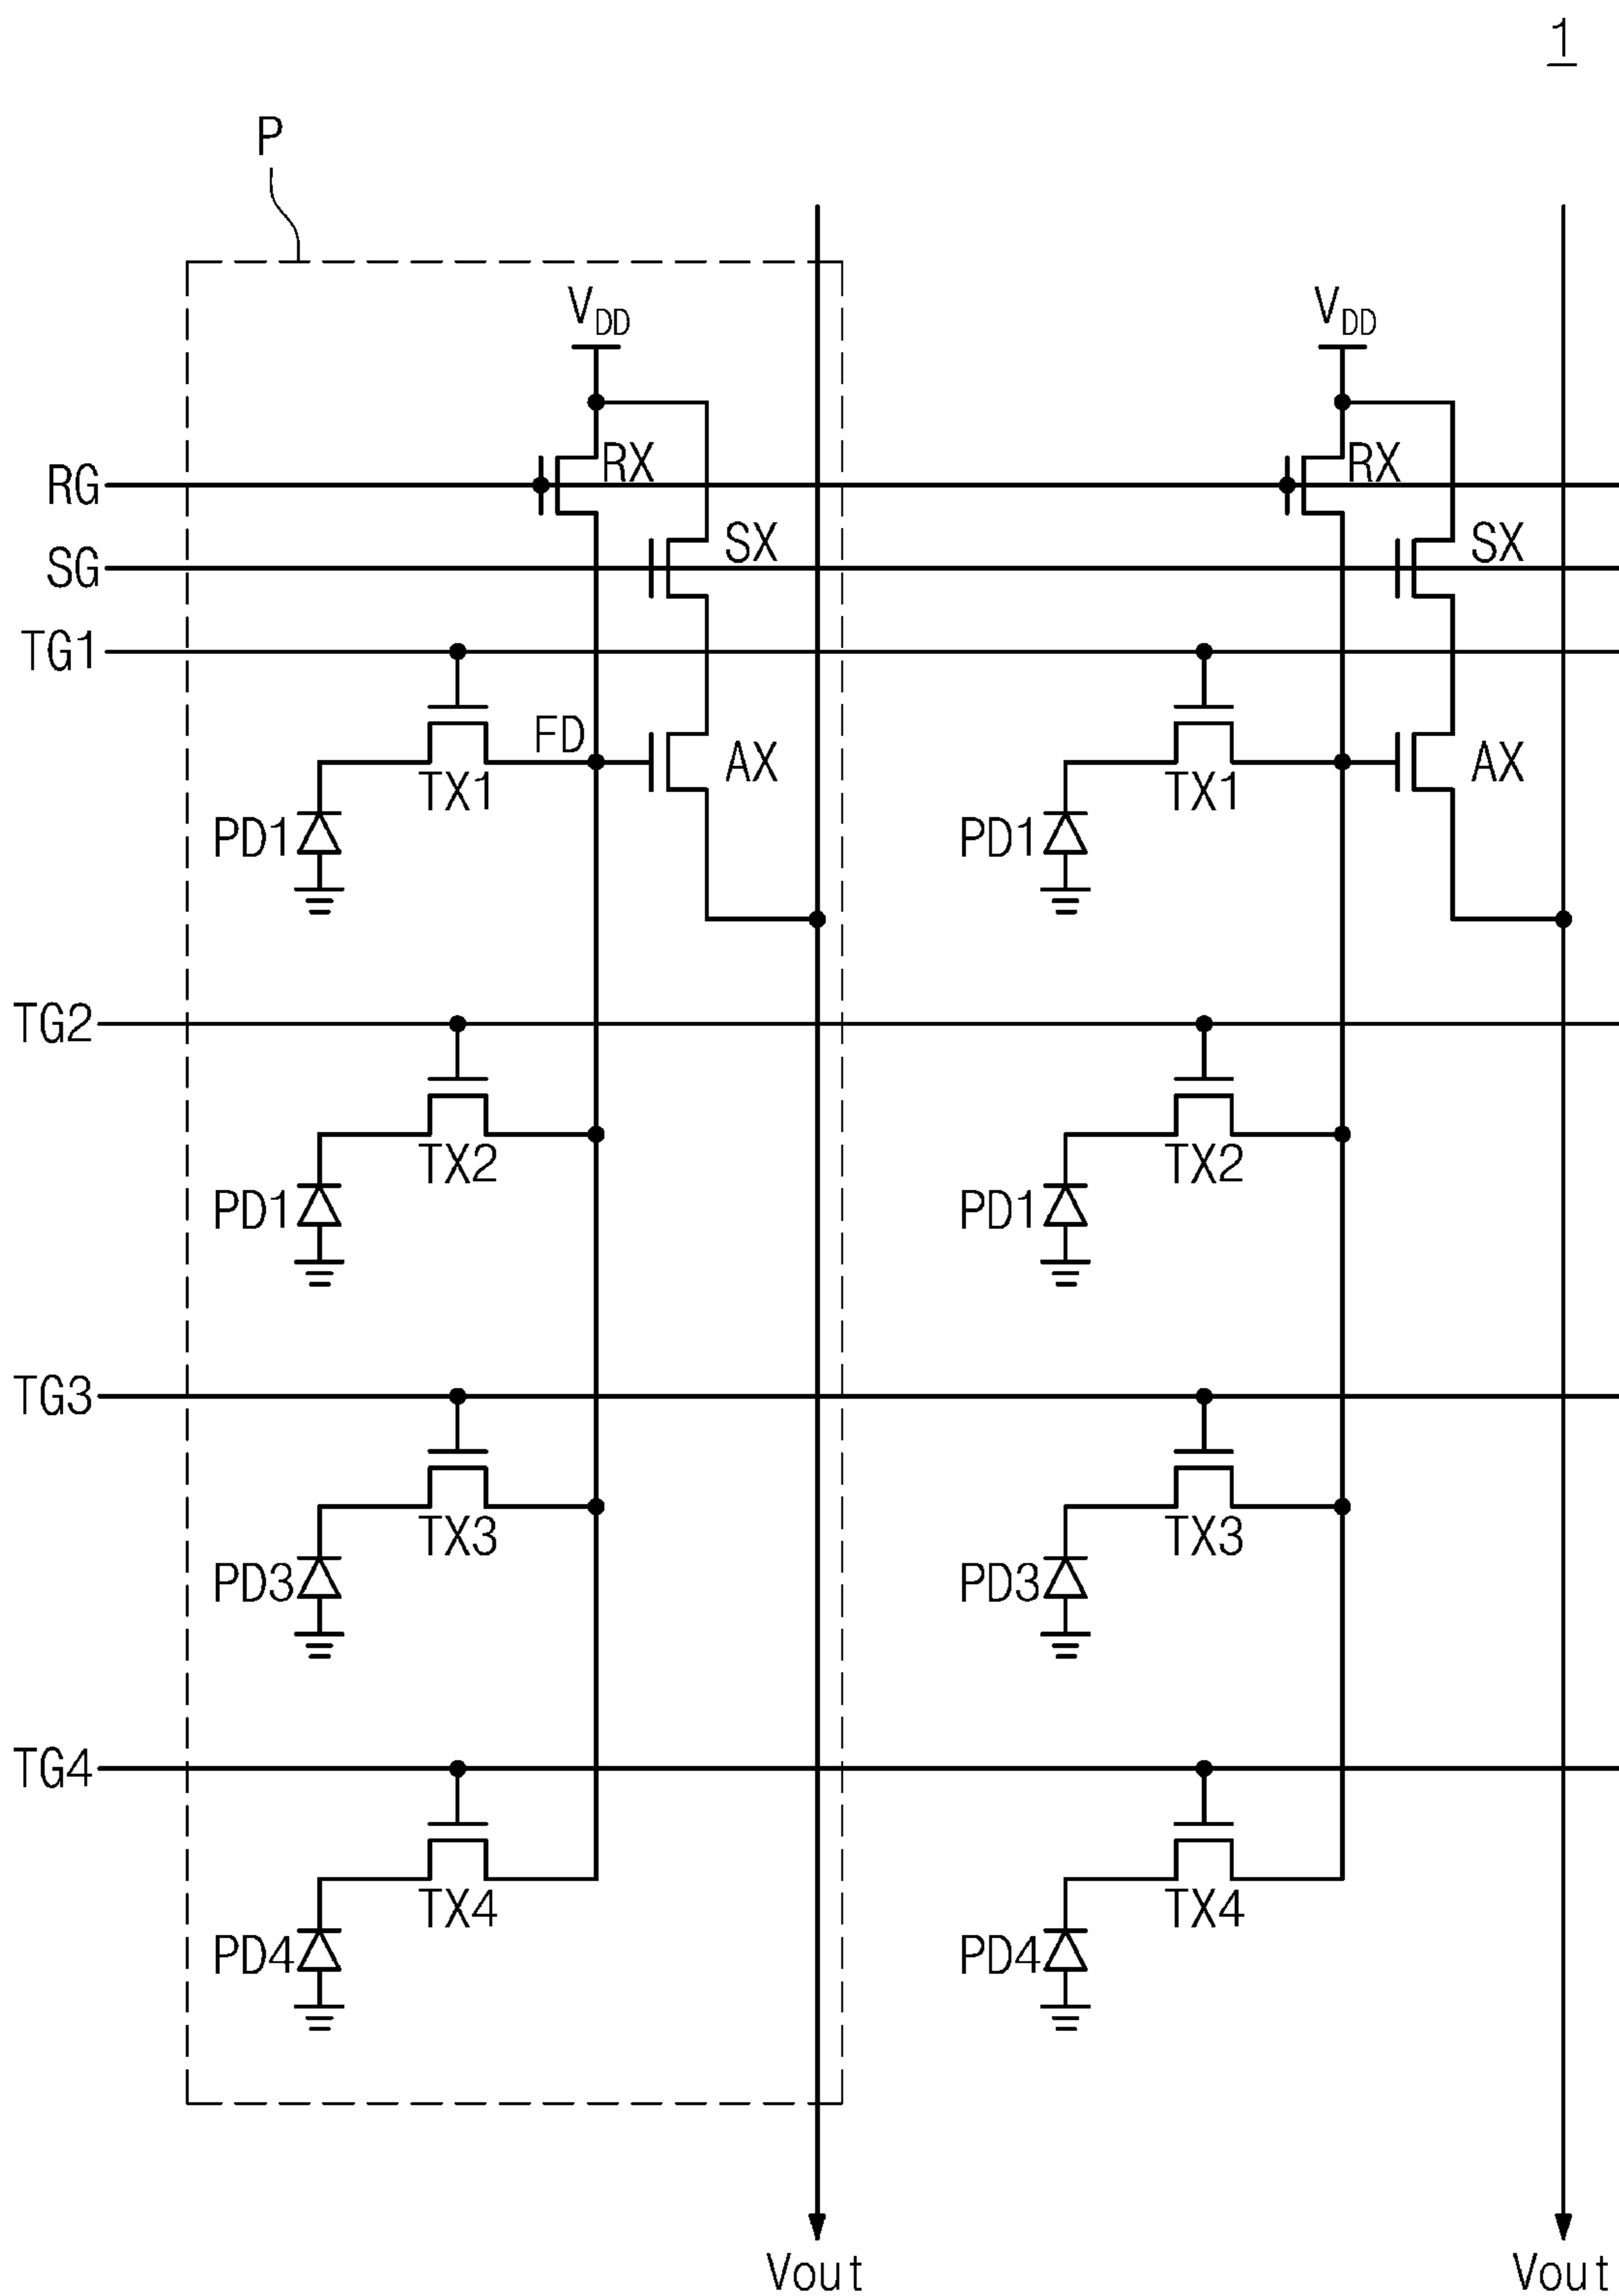 1
P
VDD VDD
RG RX RX
SG SX SX
TG1
FD AX AX
TX1 TX1
PD1 PD1
TG2
TX2 TX2
PD1 PD1
TG3
TX3 TX3
PD3 PD3
TG4
TX4 TX4
PD4 PD4
Vout Vout